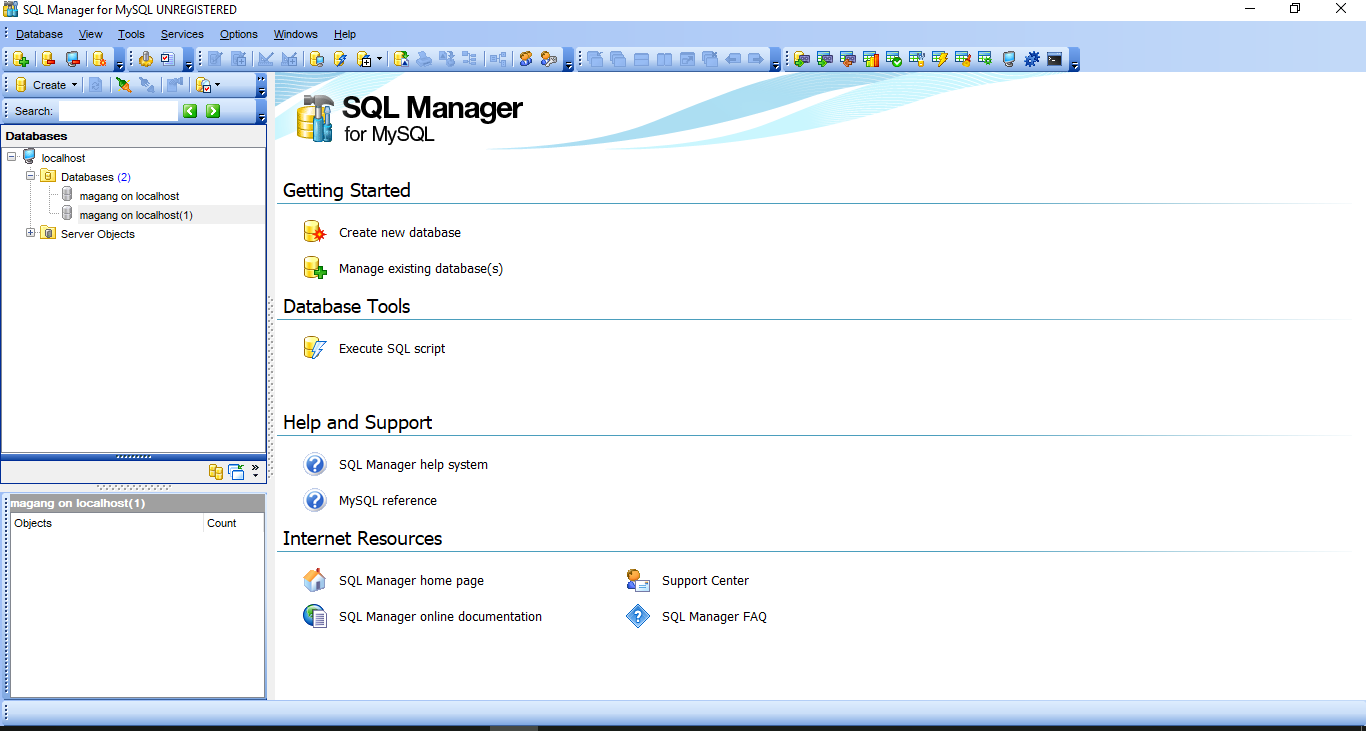 SQL Manager for MySQL UNREGISTERED
Database View Tools Services Options Windows Help
Create
Search:
Databases
localhost
Databases (2)
magang on localhost
magang on localhost(1)
Server Objects
magang on localhost(1)
Objects Count
SQL Manager
for MySQL
Getting Started
Create new database
Manage existing database(s)
Database Tools
Execute SQL script
Help and Support
SQL Manager help system
MySQL reference
Internet Resources
SQL Manager home page Support Center
SQL Manager online documentation SQL Manager FAQ